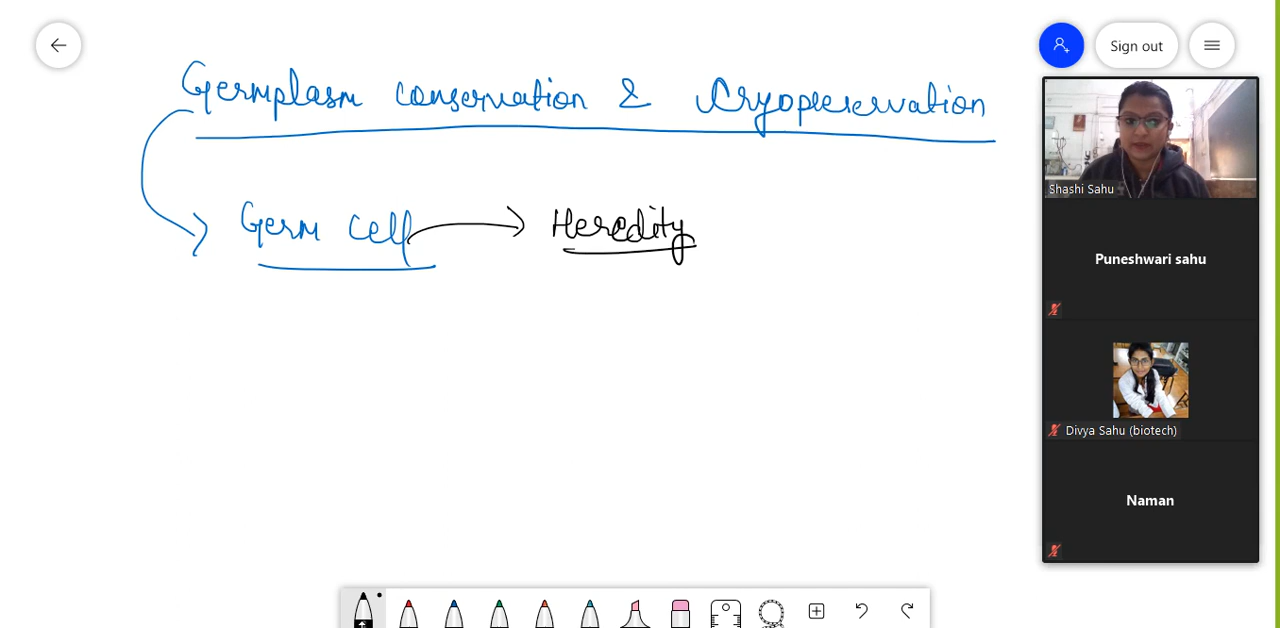 Sign out
Germplasm conservation & Cryopreservation
Germ cell → Heredity
Shashi Sahu
Puneshwari sahu
Divya Sahu (biotech)
Naman